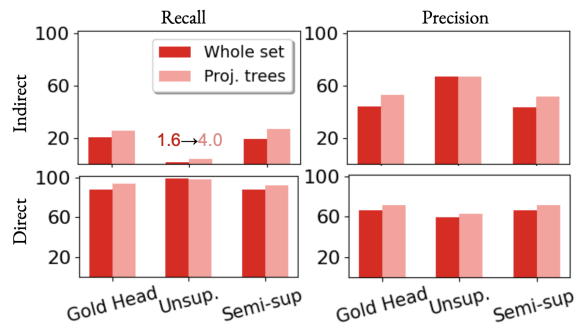 Recall
Precision
Indirect
100
60
20
Whole set
Proj. trees
1.6→4.0
100
60
20
Direct
100
60
20
Gold Head
Unsup.
Semi-sup
100
60
20
Gold Head
Unsup.
Semi-sup